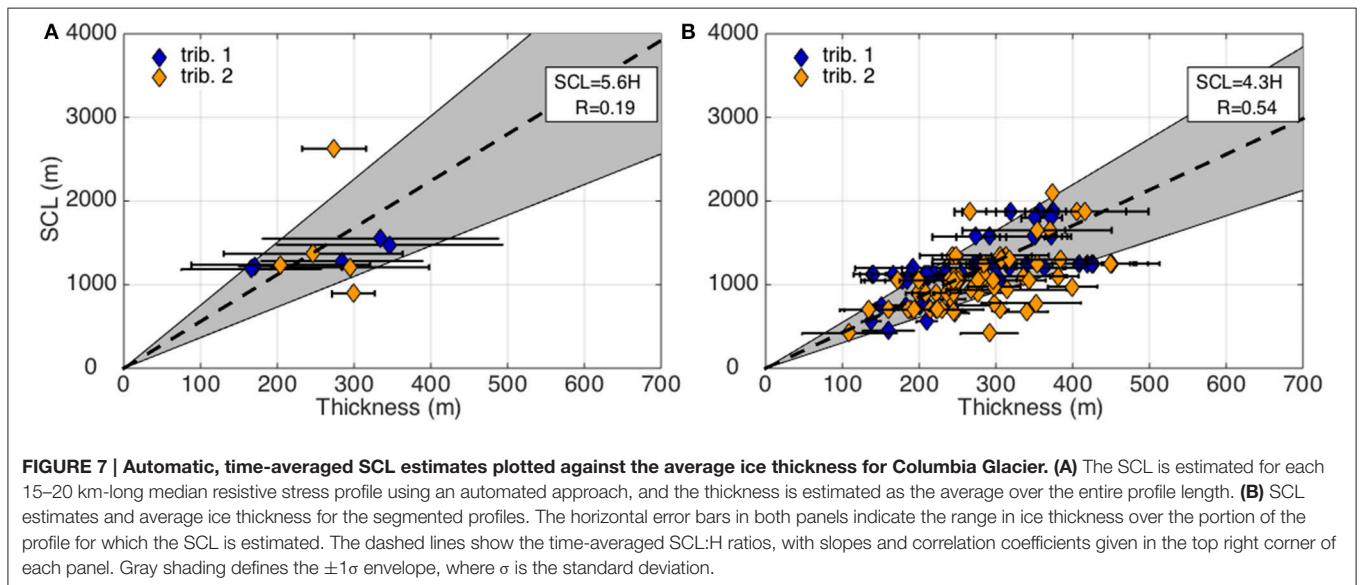 A
trib. 1
trib. 2
SCL=5.6H
R=0.19
4000
3000
2000
1000
0
SCL (m)
0 100 200 300 400 500 600 700
Thickness (m)
B
trib. 1
trib. 2
SCL=4.3H
R=0.54
4000
3000
2000
1000
0
0 100 200 300 400 500 600 700
Thickness (m)
FIGURE 7 | Automatic, time-averaged SCL estimates plotted against the average ice thickness for Columbia Glacier. (A) The SCL is estimated for each
15–20 km-long median resistive stress profile using an automated approach, and the thickness is estimated as the average over the entire profile length. (B) SCL
estimates and average ice thickness for the segmented profiles. The horizontal error bars in both panels indicate the range in ice thickness over the portion of the
profile for which the SCL is estimated. The dashed lines show the time-averaged SCL:H ratios, with slopes and correlation coefficients given in the top right corner of
each panel. Gray shading defines the ±1σ envelope, where σ is the standard deviation.